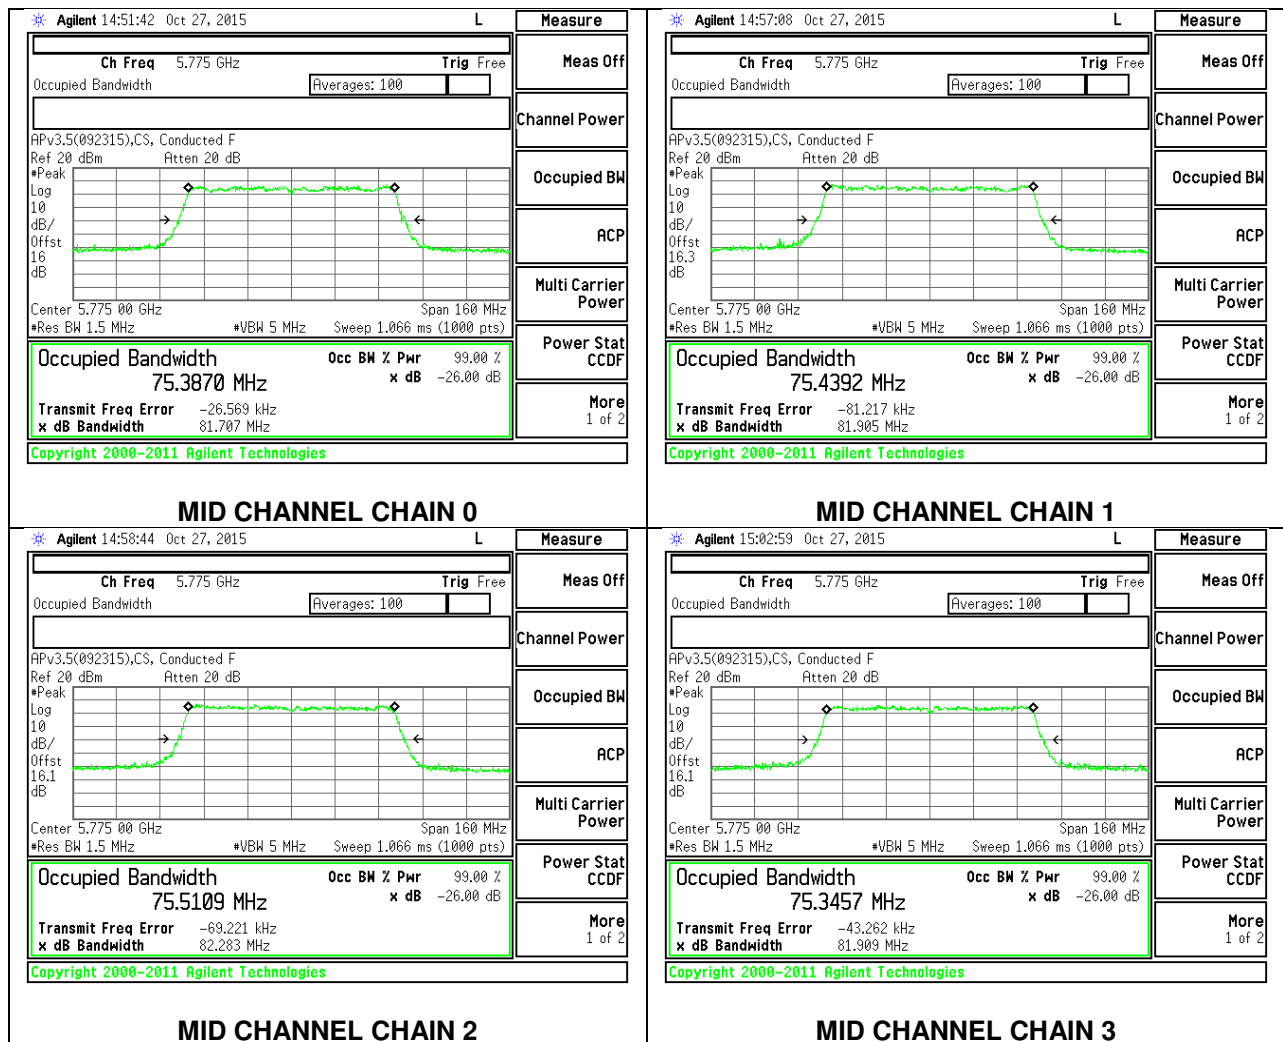 Agilent 14:51:42 Oct 27, 2015 L Measure
Ch Freq 5.775 GHz Trig Free
Meas Off
Occupied Bandwidth Averages: 100
Channel Power
APv3.5(092315),CS, Conducted F
Ref 20 dBm Atten 20 dB
#Peak
Occupied BW
Log
10
dB/
ACP
Offst
16
dB
Multi Carrier
Power
Center 5.775 00 GHz Span 160 MHz
#Res BW 1.5 MHz #VBW 5 MHz Sweep 1.066 ms (1000 pts)
Power Stat
CCDF
Occupied Bandwidth Occ BW % Pwr 99.00 %
75.3870 MHz x dB -26.00 dB
Transmit Freq Error -26.569 kHz
x dB Bandwidth 81.707 MHz
More
1 of 2
Copyright 2000-2011 Agilent Technologies
MID CHANNEL CHAIN 0
Agilent 14:57:08 Oct 27, 2015 L Measure
Ch Freq 5.775 GHz Trig Free
Meas Off
Occupied Bandwidth Averages: 100
Channel Power
APv3.5(092315),CS, Conducted F
Ref 20 dBm Atten 20 dB
#Peak
Occupied BW
Log
10
dB/
ACP
Offst
16.3
dB
Multi Carrier
Power
Center 5.775 00 GHz Span 160 MHz
#Res BW 1.5 MHz #VBW 5 MHz Sweep 1.066 ms (1000 pts)
Power Stat
CCDF
Occupied Bandwidth Occ BW % Pwr 99.00 %
75.4392 MHz x dB -26.00 dB
Transmit Freq Error -81.217 kHz
x dB Bandwidth 81.905 MHz
More
1 of 2
Copyright 2000-2011 Agilent Technologies
MID CHANNEL CHAIN 1
Agilent 14:58:44 Oct 27, 2015 L Measure
Ch Freq 5.775 GHz Trig Free
Meas Off
Occupied Bandwidth Averages: 100
Channel Power
APv3.5(092315),CS, Conducted F
Ref 20 dBm Atten 20 dB
#Peak
Occupied BW
Log
10
dB/
ACP
Offst
16.1
dB
Multi Carrier
Power
Center 5.775 00 GHz Span 160 MHz
#Res BW 1.5 MHz #VBW 5 MHz Sweep 1.066 ms (1000 pts)
Power Stat
CCDF
Occupied Bandwidth Occ BW % Pwr 99.00 %
75.5109 MHz x dB -26.00 dB
Transmit Freq Error -69.221 kHz
x dB Bandwidth 82.283 MHz
More
1 of 2
Copyright 2000-2011 Agilent Technologies
MID CHANNEL CHAIN 2
Agilent 15:02:59 Oct 27, 2015 L Measure
Ch Freq 5.775 GHz Trig Free
Meas Off
Occupied Bandwidth Averages: 100
Channel Power
APv3.5(092315),CS, Conducted F
Ref 20 dBm Atten 20 dB
#Peak
Occupied BW
Log
10
dB/
ACP
Offst
16.1
dB
Multi Carrier
Power
Center 5.775 00 GHz Span 160 MHz
#Res BW 1.5 MHz #VBW 5 MHz Sweep 1.066 ms (1000 pts)
Power Stat
CCDF
Occupied Bandwidth Occ BW % Pwr 99.00 %
75.3457 MHz x dB -26.00 dB
Transmit Freq Error -43.262 kHz
x dB Bandwidth 81.909 MHz
More
1 of 2
Copyright 2000-2011 Agilent Technologies
MID CHANNEL CHAIN 3